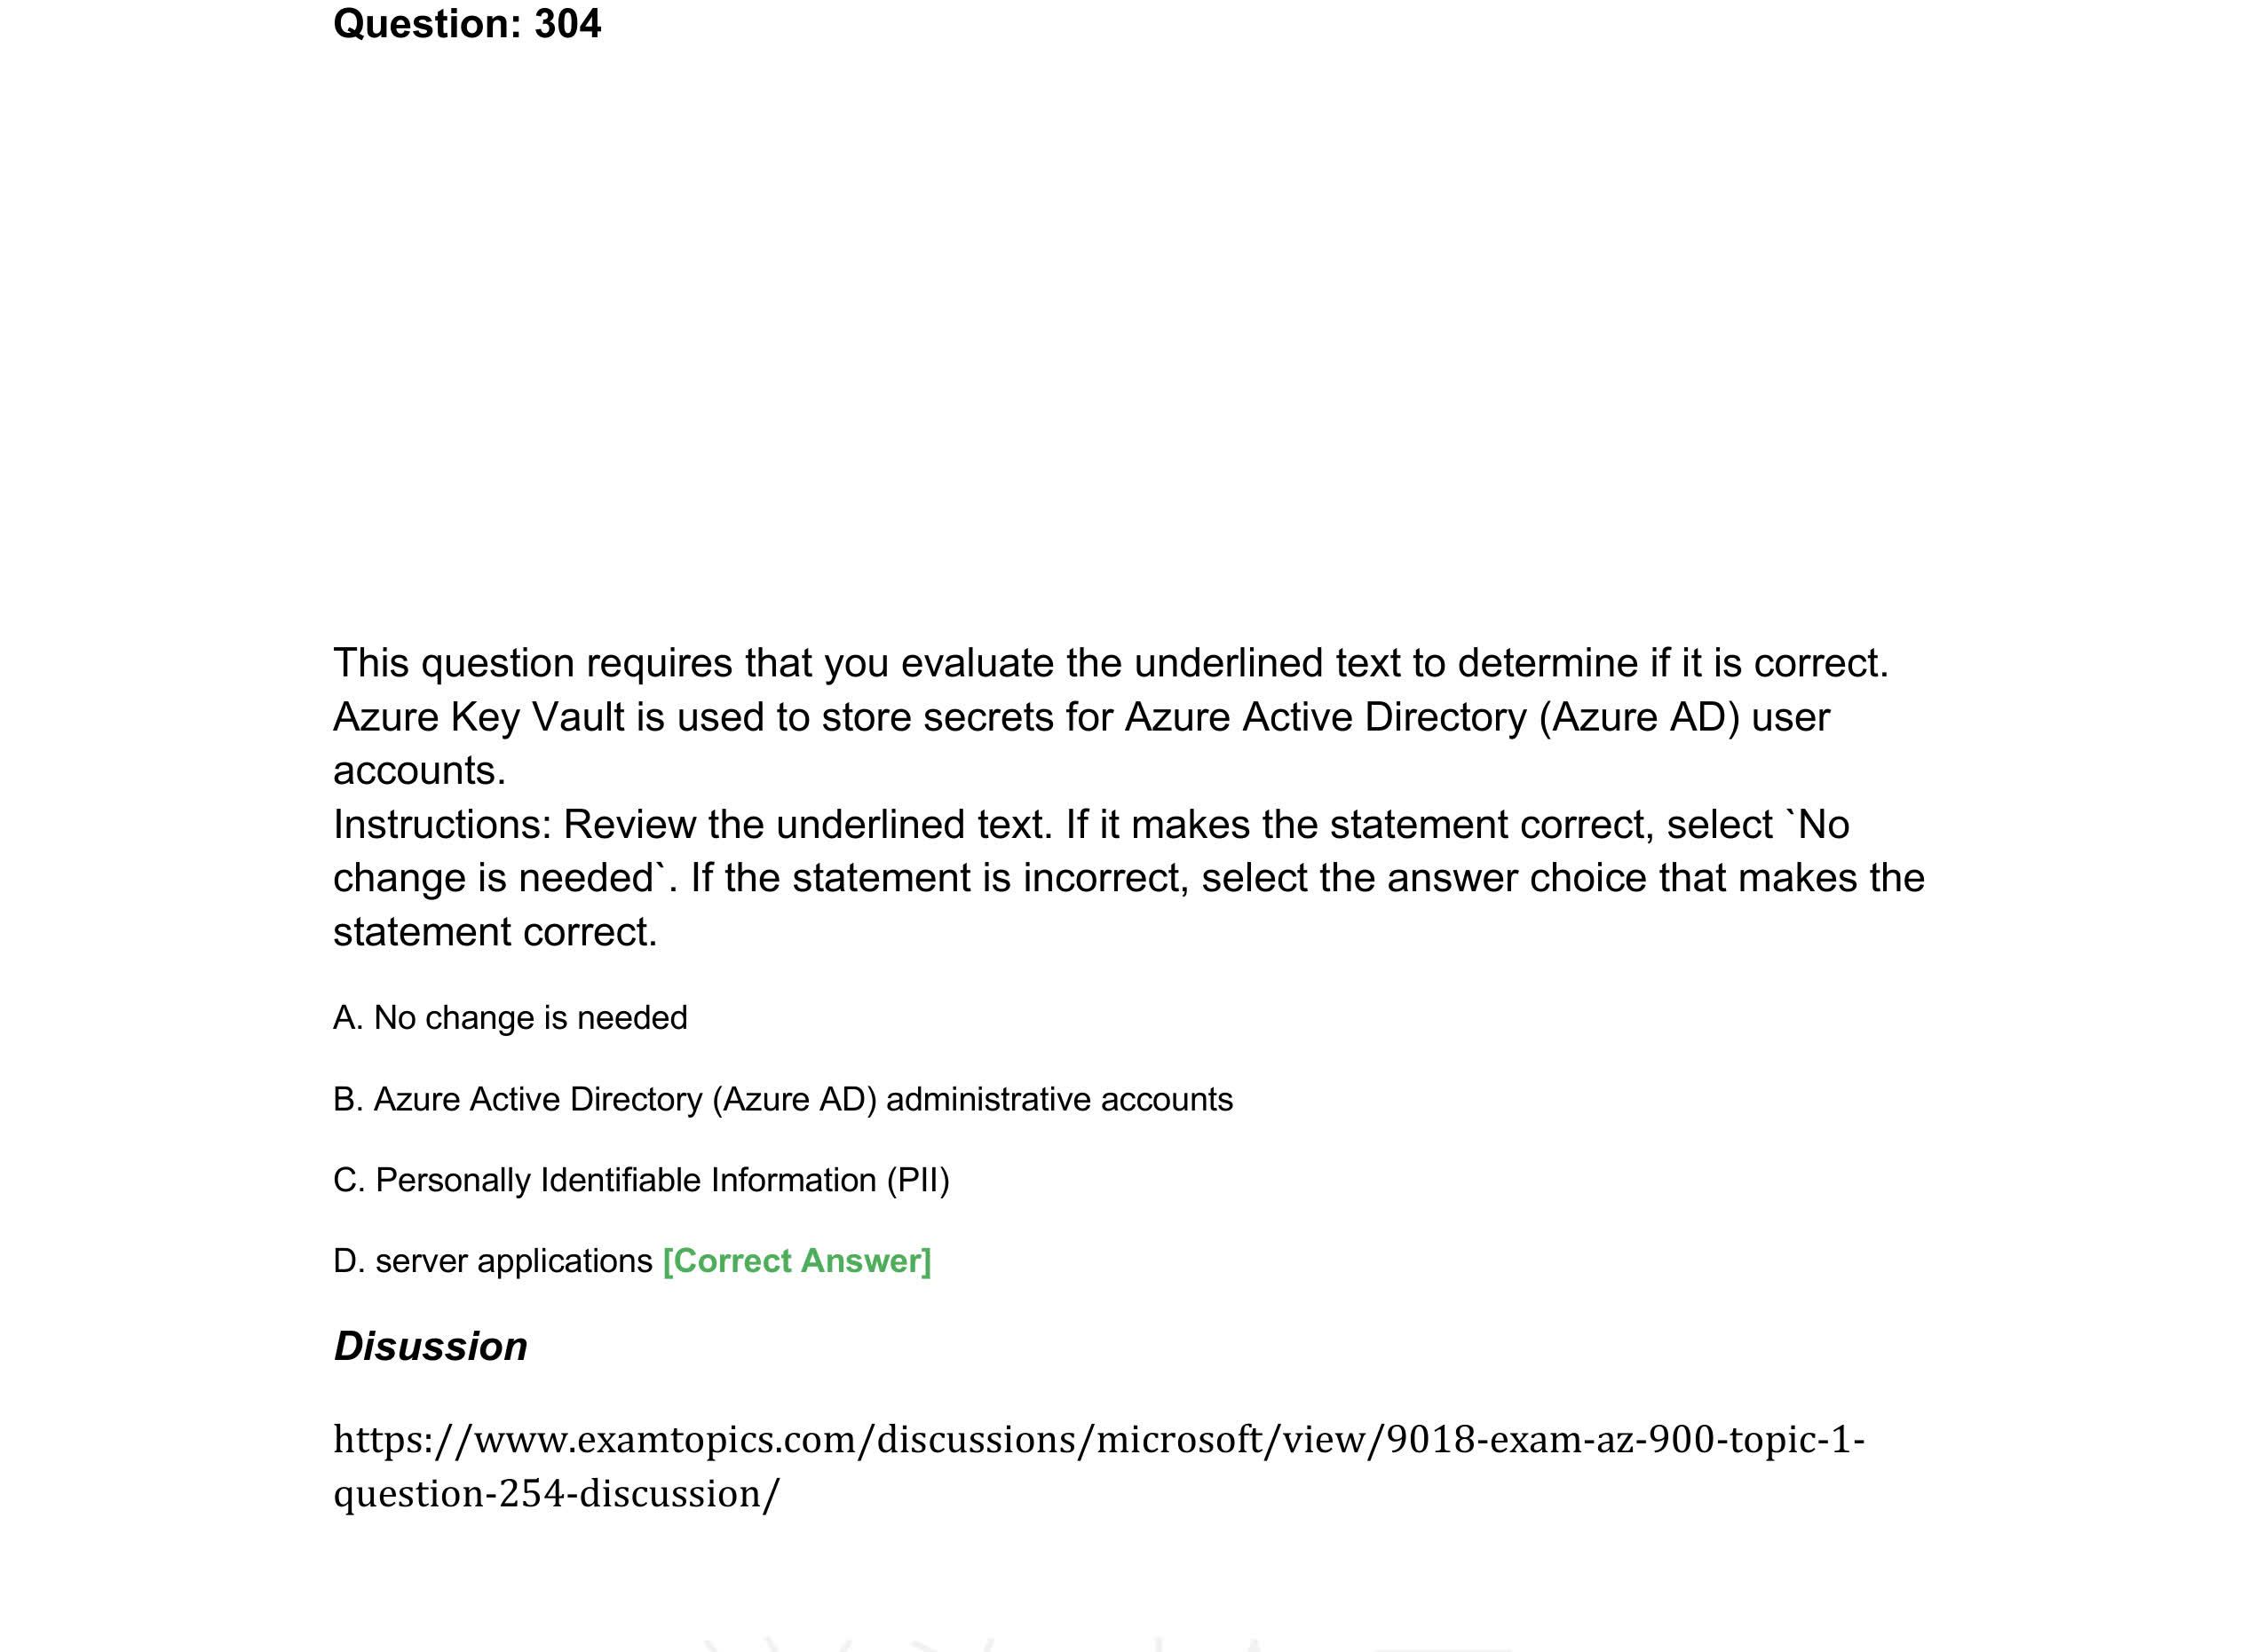 Question: 304
This question requires that you evaluate the underlined text to determine if it is correct.
Azure Key Vault is used to store secrets for Azure Active Directory (Azure AD) user
accounts.
Instructions: Review the underlined text. If it makes the statement correct, select `No
change is needed`. If the statement is incorrect, select the answer choice that makes the
statement correct.
A. No change is needed
B. Azure Active Directory (Azure AD) administrative accounts
C. Personally Identifiable Information (PII)
D. server applications [Correct Answer]
Disussion
https://www.examtopics.com/discussions/microsoft/view/9018-exam-az-900-topic-1-
question-254-discussion/